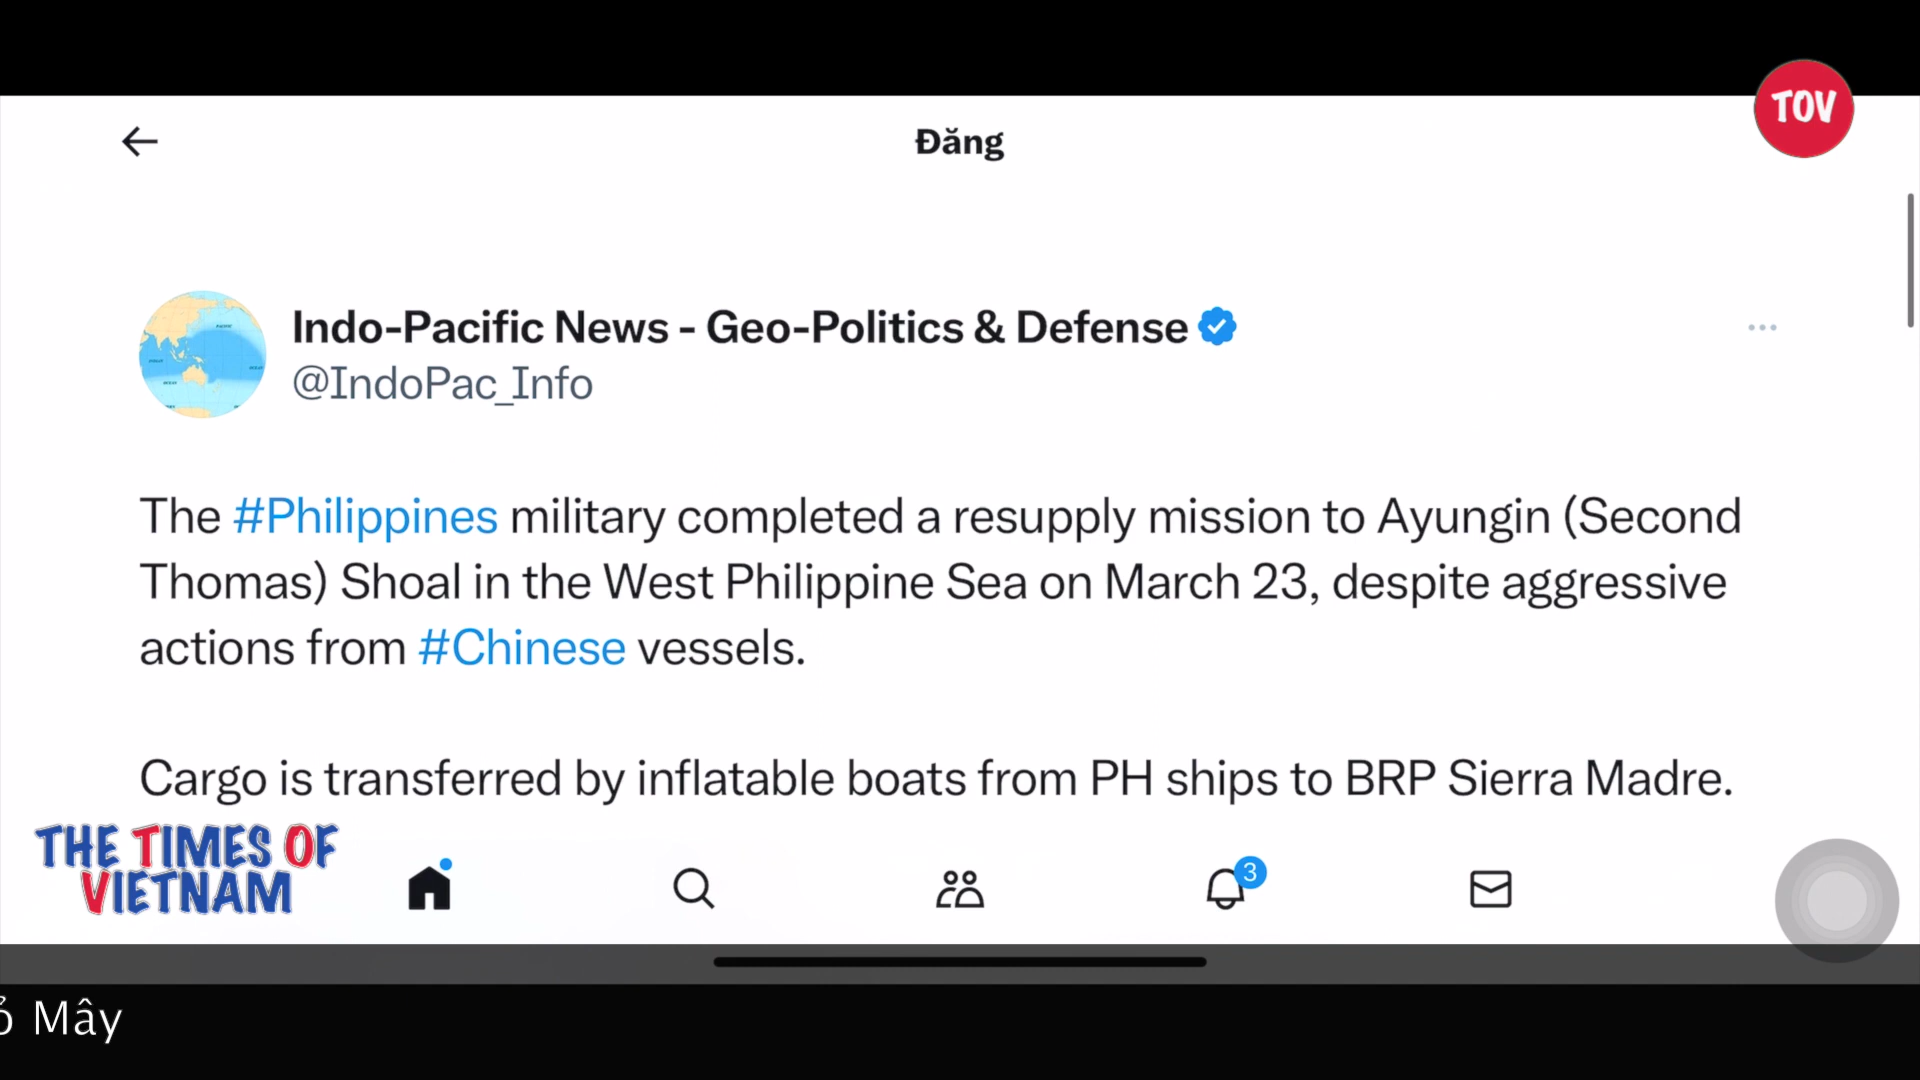 TOV
Đăng
Indo-Pacific News - Geo-Politics & Defense
@IndoPac_Info
The #Philippines military completed a resupply mission to Ayungin (Second
Thomas) Shoal in the West Philippine Sea on March 23, despite aggressive
actions from #Chinese vessels.
Cargo is transferred by inflatable boats from PH ships to BRP Sierra Madre.
THE TIMES OF
VIETNAM
3
Mây